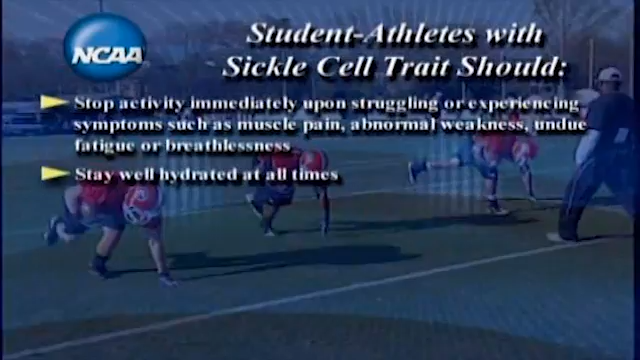 NCAA
Student-Athletes with
Sickle Cell Trait Should:
Stop activity immediately upon struggling or experiencing
symptoms such as muscle pain, abnormal weakness, undue
fatigue or breathlessness
Stay well hydrated at all times